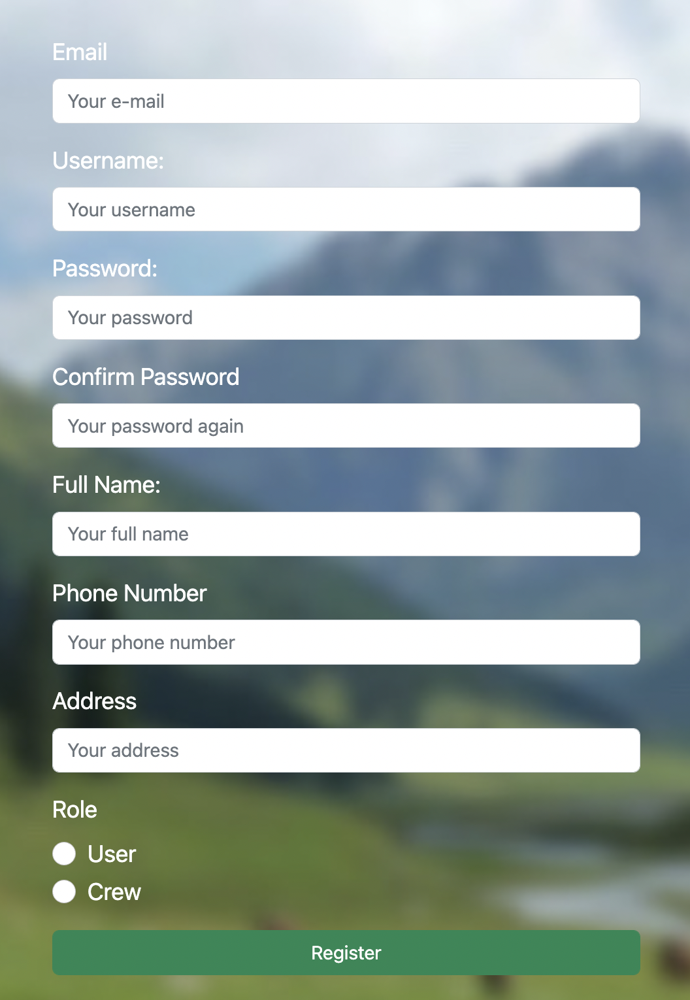 Email
Your e-mail
Username:
Your username
Password:
Your password
Confirm Password
Your password again
Full Name:
Your full name
Phone Number
Your phone number
Address
Your address
Role
User
Crew
Register